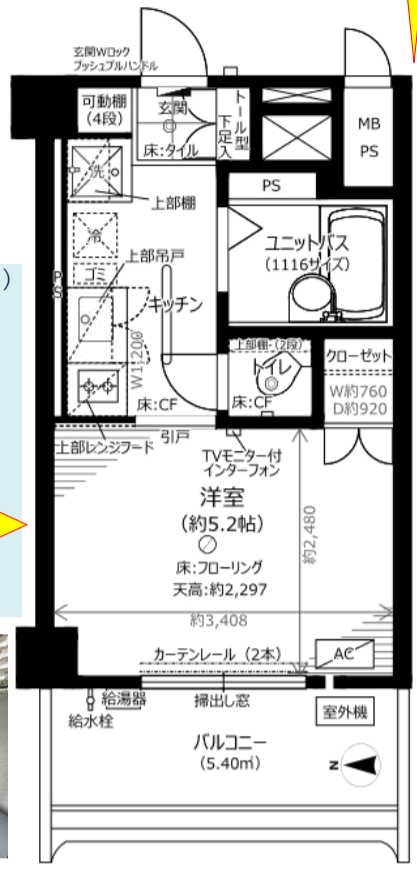 玄関Wロック
プッシュプルハンドル
可動棚
(4段)
玄関
床:タイル
トール型
下足入
MB
PS
洗
上部棚
PS
冷
ゴミ
上部吊戸
キッチン
ユニットバス
(1116サイズ)
)
PS
W1,200
上部棚(2段)
トイレ
クローゼット
W約760
D約920
床:CF
床:CF
上部レンジフード
引戸
TVモニター付
インターフォン
洋室
(約5.2帖)
床:フローリング
天高:約2,297
約2,480
約3,408
カーテンレール(2本)
AC
給湯器
給水栓
掃出し窓
室外機
バルコニー
(5.40㎡)
N